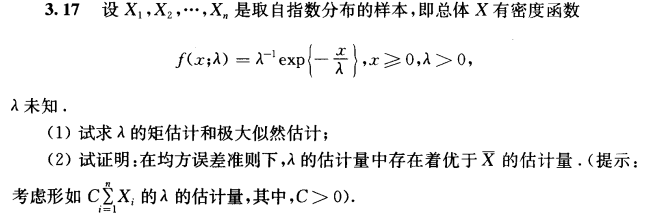 3.17 设 X₁,X₂,⋯,Xₙ 是取自指数分布的样本,即总体 X 有密度函数
f(x;λ) = λ⁻¹exp{−x/λ}, x≥0, λ>0,
λ未知.
(1) 试求 λ 的矩估计和极大似然估计;
(2) 试证明:在均方误差准则下,λ 的估计量中存在着优于 X̅ 的估计量.(提示:
考虑形如 C∑ᵢ₌₁ⁿXᵢ 的 λ 的估计量,其中,C>0).